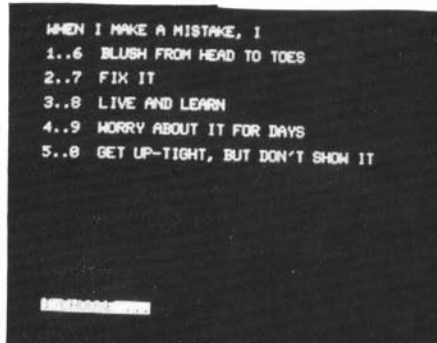 WHEN I MAKE A MISTAKE, I
1..6 BLUSH FROM HEAD TO TOES
2..7 FIX IT
3..8 LIVE AND LEARN
4..9 WORRY ABOUT IT FOR DAYS
5..0 GET UP-TIGHT, BUT DON'T SHOW IT